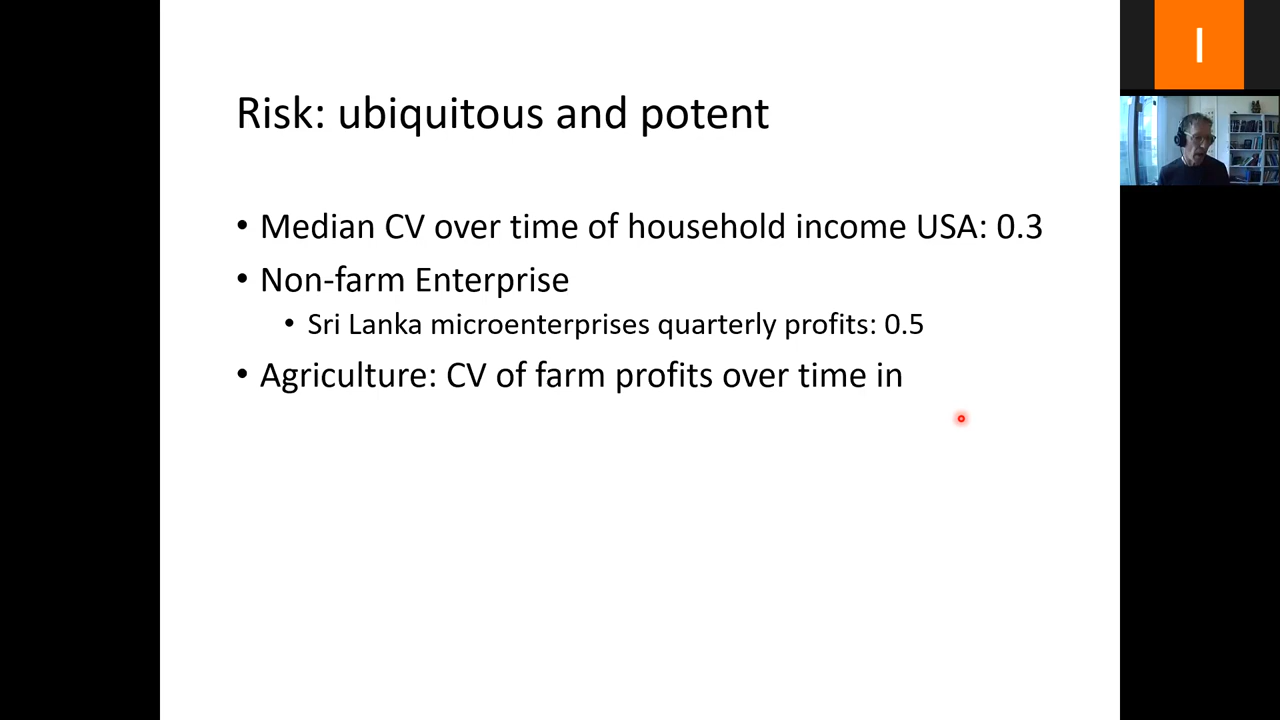 Risk: ubiquitous and potent
• Median CV over time of household income USA: 0.3
• Non-farm Enterprise
• Sri Lanka microenterprises quarterly profits: 0.5
• Agriculture: CV of farm profits over time in
I